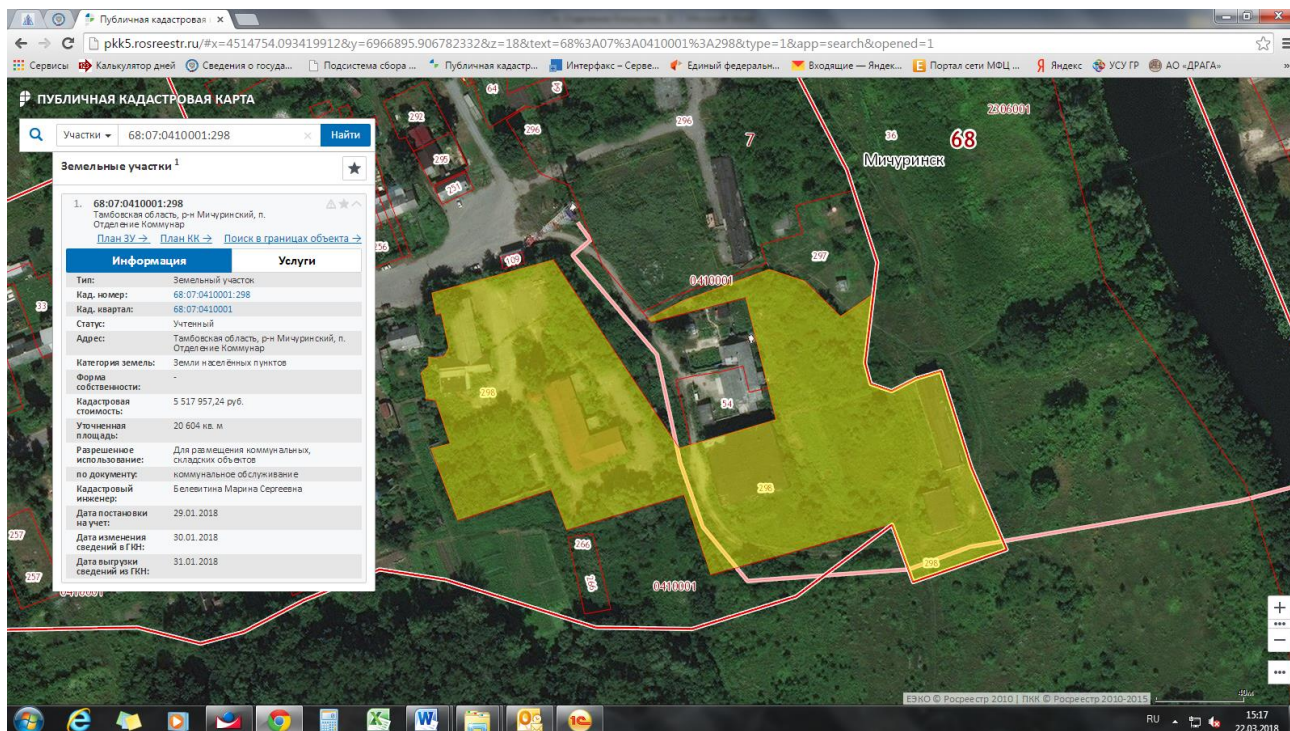 Публичная кадастровая
pkk5.rosreestr.ru/#x=4514754.093419912&y=6966895.906782332&z=18&text=68%3A07%3A0410001%3A298&type=1&app=search&opened=1
Сервисы Калькулятор дней Сведения о госуда... Подсистема сбора ... Публичная кадастр... Интерфакс – Серве... Единый федеральн... Входящие — Яндек... Портал сети МФЦ ... Яндекс УСУ ГР АО «ДРАГА» »
ПУБЛИЧНАЯ КАДАСТРОВАЯ КАРТА
Участки 68:07:0410001:298 × Найти
Земельные участки 1
1. 68:07:0410001:298
Тамбовская область, р-н Мичуринский, п.
Отделение Коммунар
План ЗУ → План КК → Поиск в границах объекта →
Информация Услуги
Тип: Земельный участок
Кад. номер: 68:07:0410001:298
Кад. квартал: 68:07:0410001
Статус: Учтенный
Адрес: Тамбовская область, р-н Мичуринский, п.
Отделение Коммунар
Категория земель: Земли населённых пунктов
Форма
собственности: -
Кадастровая
стоимость: 5 517 957,24 руб.
Уточненная
площадь: 20 604 кв. м
Разрешенное
использование: Для размещения коммунальных,
складских объектов
по документу: коммунальное обслуживание
Кадастровый
инженер: Белевитина Марина Сергеевна
Дата постановки
на учет: 29.01.2018
Дата изменения
сведений в ГКН: 30.01.2018
Дата выгрузки
сведений из ГКН: 31.01.2018
64
292
296
296
295
251
7
36
68
2306001
Мичуринск
256
109
297
0410001
33
298
54
298
257
266
266
298
257
0410001
0410001
ЕЭКО © Росреестр 2010 | ПКК © Росреестр 2010-2015
40м
RU
15:17
22.03.2018